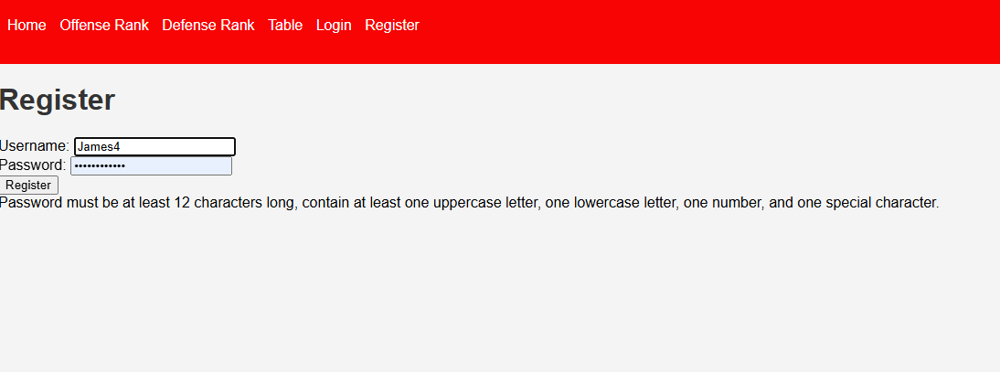 Home Offense Rank Defense Rank Table Login Register
Register
Username: James4
Password: ••••••••••••
Register
Password must be at least 12 characters long, contain at least one uppercase letter, one lowercase letter, one number, and one special character.